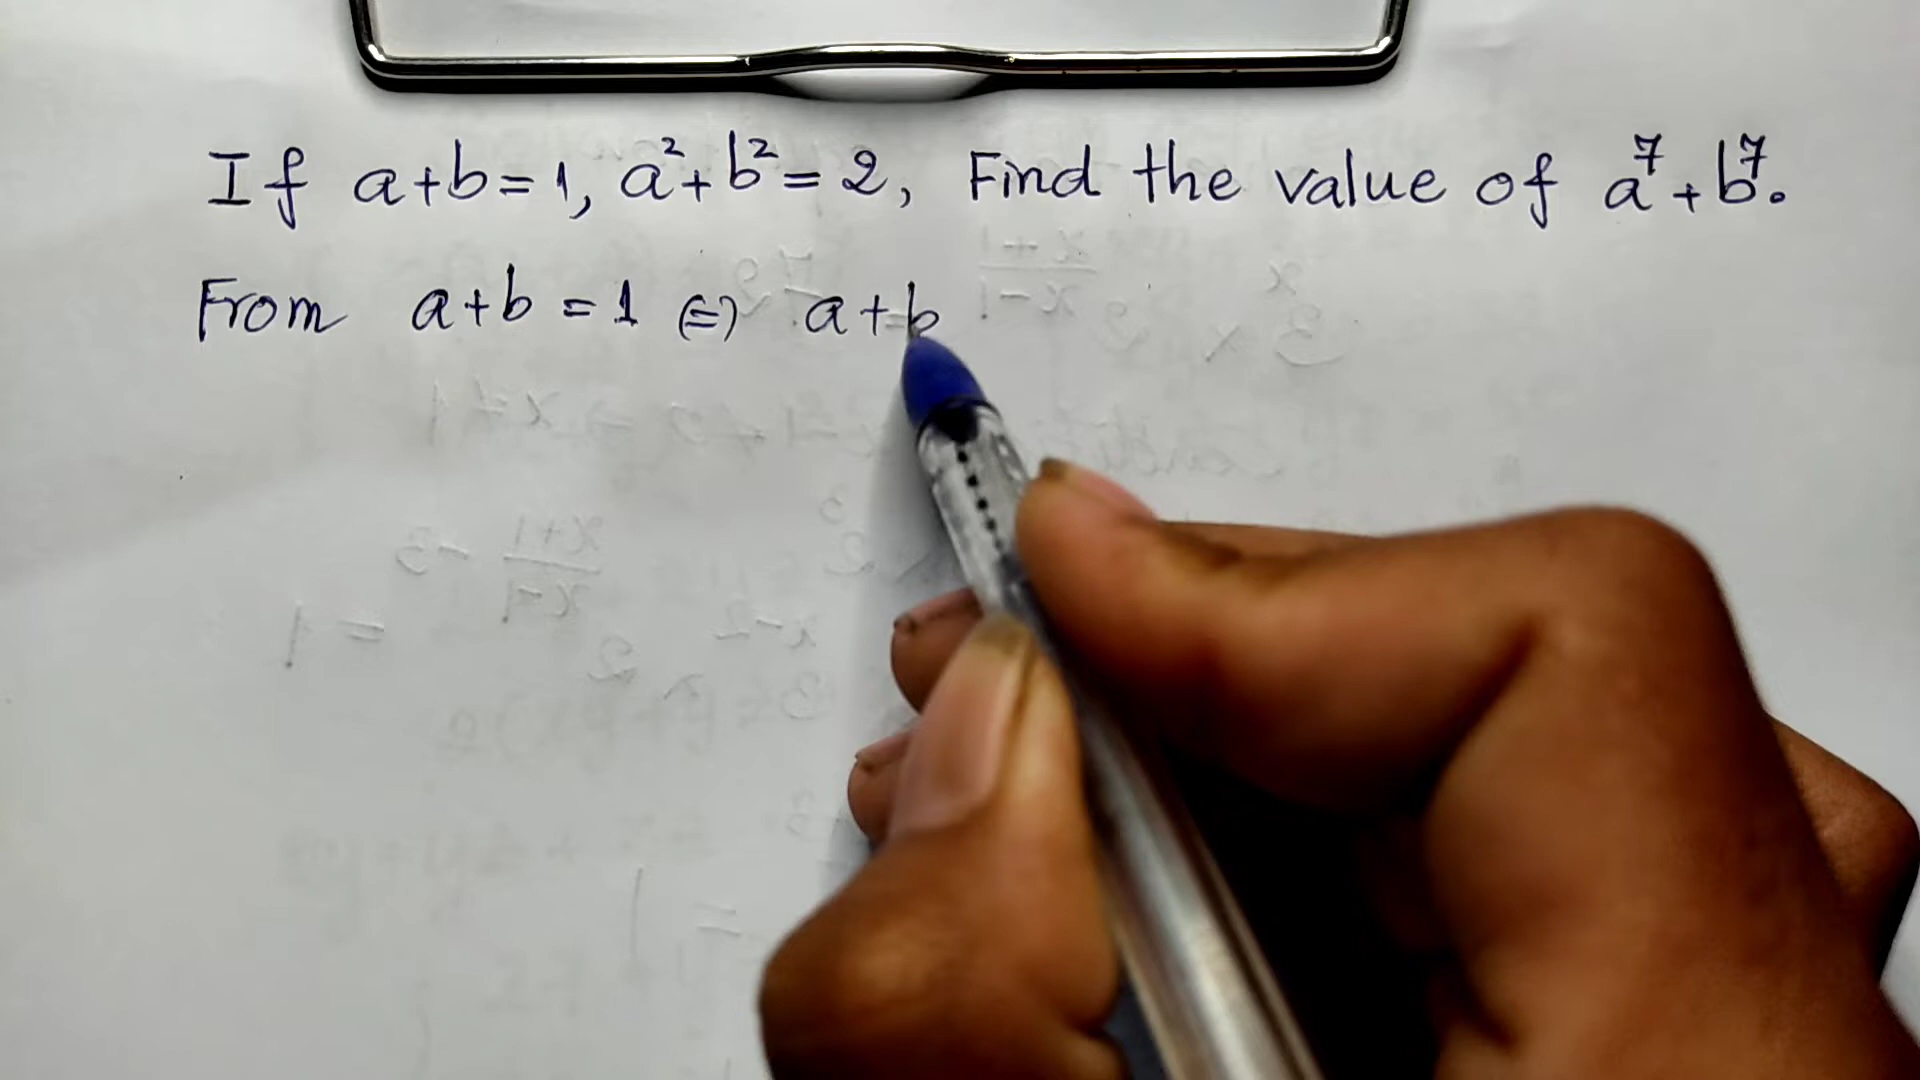 If a+b=1, a²+b²=2, Find the value of a⁷+b⁷.
From a+b=1 ⇔ a+b